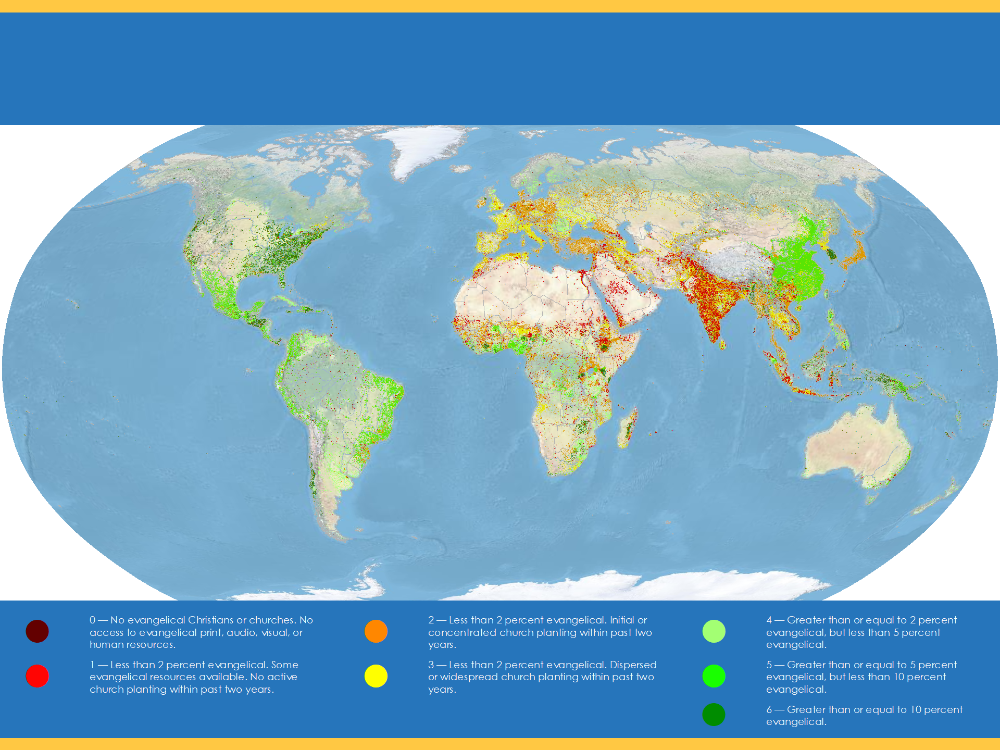 0 — No evangelical Christians or churches. No
access to evangelical print, audio, visual, or
human resources.
1 — Less than 2 percent evangelical. Some
evangelical resources available. No active
church planting within past two years.
2 — Less than 2 percent evangelical. Initial or
concentrated church planting within past two
years.
3 — Less than 2 percent evangelical. Dispersed
or widespread church planting within past two
years.
4 — Greater than or equal to 2 percent
evangelical, but less than 5 percent
evangelical.
5 — Greater than or equal to 5 percent
evangelical, but less than 10 percent
evangelical.
6 — Greater than or equal to 10 percent
evangelical.